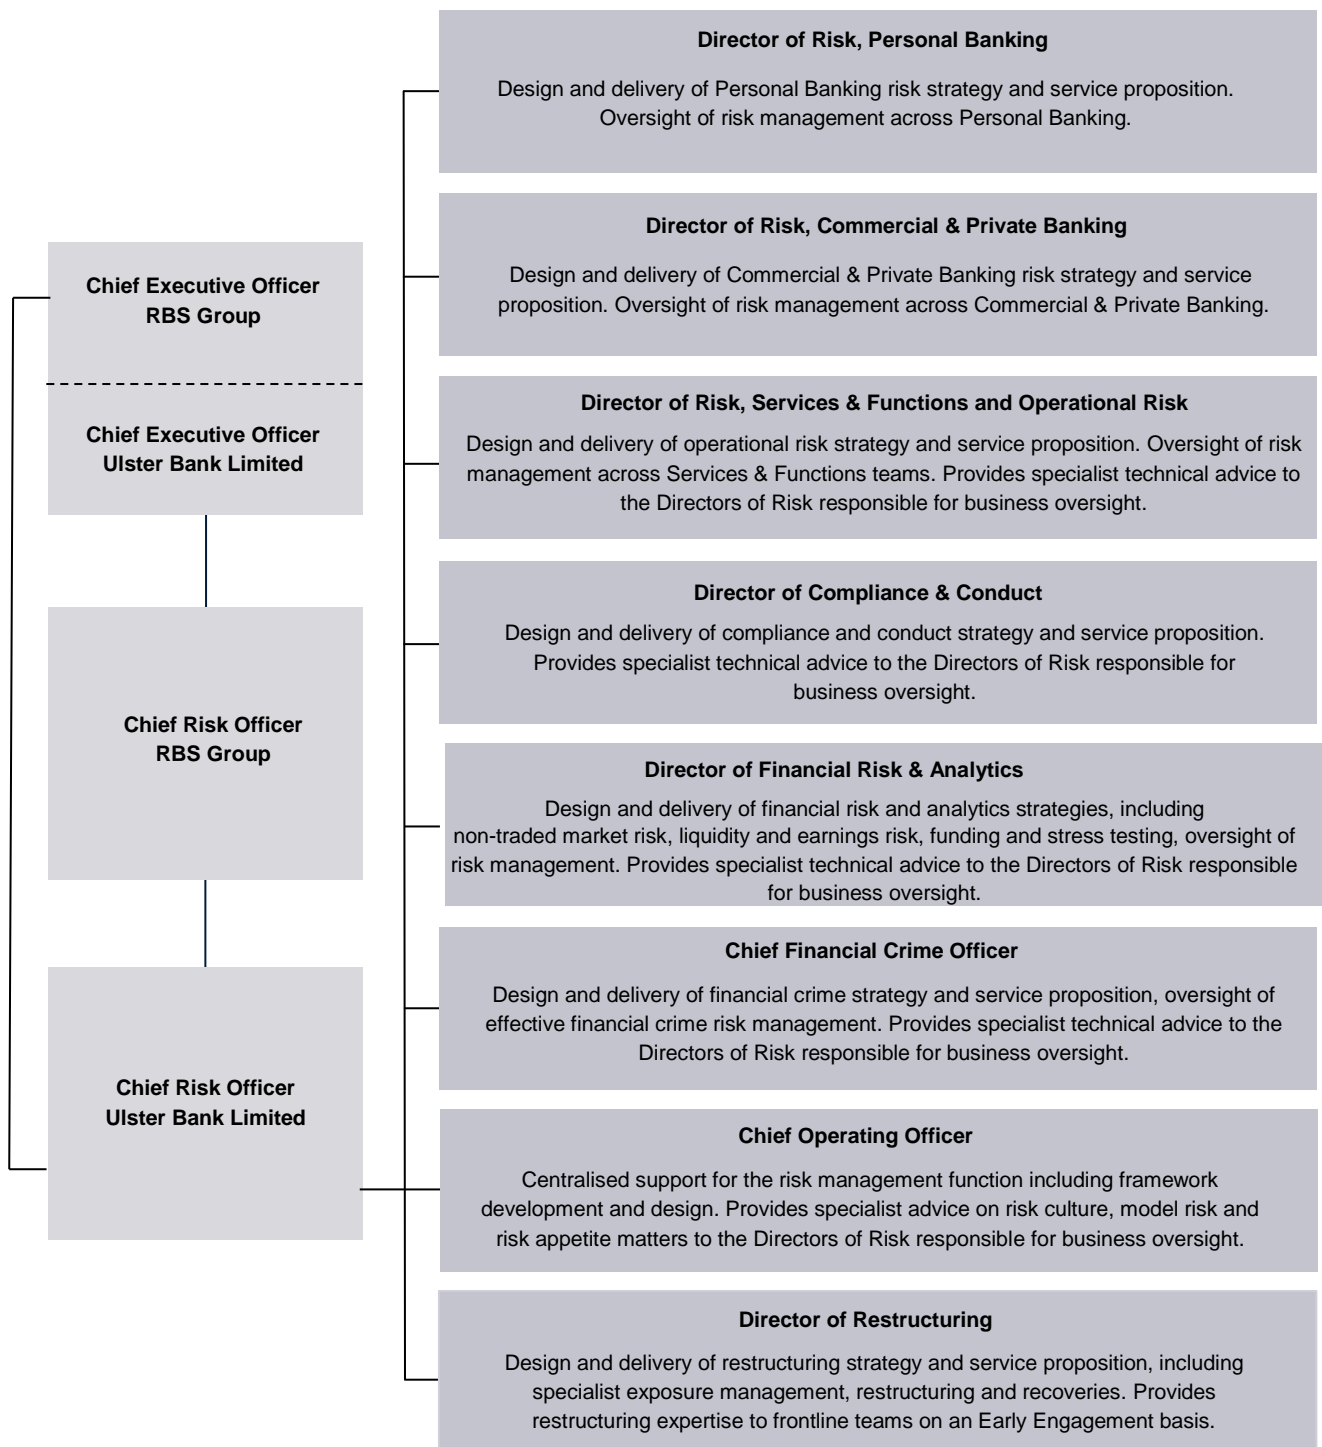 Chief Executive Officer
RBS Group
Chief Executive Officer
Ulster Bank Limited
Chief Risk Officer
RBS Group
Chief Risk Officer
Ulster Bank Limited
Director of Risk, Personal Banking
Design and delivery of Personal Banking risk strategy and service proposition.
Oversight of risk management across Personal Banking.
Director of Risk, Commercial & Private Banking
Design and delivery of Commercial & Private Banking risk strategy and service
proposition. Oversight of risk management across Commercial & Private Banking.
Director of Risk, Services & Functions and Operational Risk
Design and delivery of operational risk strategy and service proposition. Oversight of risk
management across Services & Functions teams. Provides specialist technical advice to
the Directors of Risk responsible for business oversight.
Director of Compliance & Conduct
Design and delivery of compliance and conduct strategy and service proposition.
Provides specialist technical advice to the Directors of Risk responsible for
business oversight.
Director of Financial Risk & Analytics
Design and delivery of financial risk and analytics strategies, including
non-traded market risk, liquidity and earnings risk, funding and stress testing, oversight of
risk management. Provides specialist technical advice to the Directors of Risk responsible
for business oversight.
Chief Financial Crime Officer
Design and delivery of financial crime strategy and service proposition, oversight of
effective financial crime risk management. Provides specialist technical advice to the
Directors of Risk responsible for business oversight.
Chief Operating Officer
Centralised support for the risk management function including framework
development and design. Provides specialist advice on risk culture, model risk and
risk appetite matters to the Directors of Risk responsible for business oversight.
Director of Restructuring
Design and delivery of restructuring strategy and service proposition, including
specialist exposure management, restructuring and recoveries. Provides
restructuring expertise to frontline teams on an Early Engagement basis.